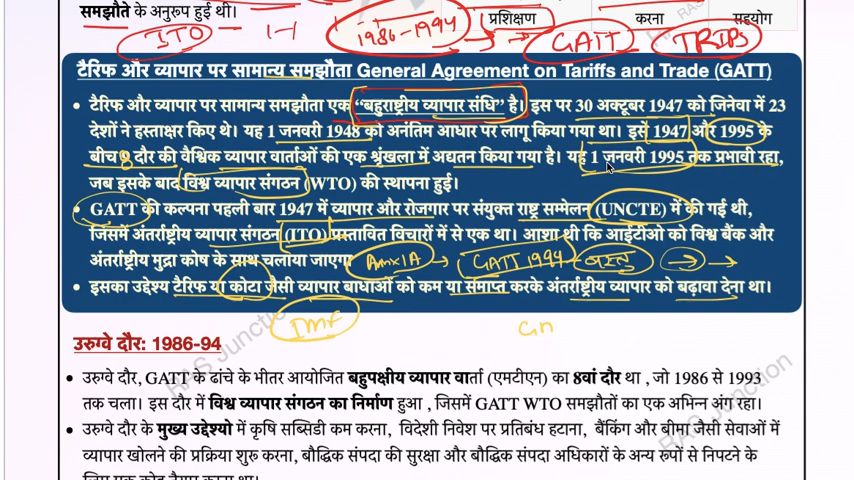 समझौते के अनुरूप हुई थी।
प्रशिक्षण
करना
सहयोग
ITO
1986-1994
GATT
TRIPs
टैरिफ और व्यापार पर सामान्य समझौता General Agreement on Tariffs and Trade (GATT)
• टैरिफ और व्यापार पर सामान्य समझौता एक "बहुराष्ट्रीय व्यापार संधि" है। इस पर 30 अक्टूबर 1947 को जिनेवा में 23
देशों ने हस्ताक्षर किए थे। यह 1 जनवरी 1948 को अनंतिम आधार पर लागू किया गया था। इसे 1947 और 1995 के
बीच 8 दौर की वैश्विक व्यापार वार्ताओं की एक श्रृंखला में अद्यतन किया गया है। यह 1 जनवरी 1995 तक प्रभावी रहा,
जब इसके बाद विश्व व्यापार संगठन (WTO) की स्थापना हुई।
• GATT की कल्पना पहली बार 1947 में व्यापार और रोजगार पर संयुक्त राष्ट्र सम्मेलन (UNCTE) में की गई थी,
जिसमें अंतर्राष्ट्रीय व्यापार संगठन (ITO) प्रस्तावित विचारों में से एक था। आशा थी कि आईटीओ को विश्व बैंक और
अंतर्राष्ट्रीय मुद्रा कोष के साथ चलाया जाएगा
GATT 1994
वस्तु
• इसका उद्देश्य टैरिफ या कोटा जैसी व्यापार बाधाओं को कम या समाप्त करके अंतर्राष्ट्रीय व्यापार को बढ़ावा देना था।
IMF
Gn
उरुग्वे दौर: 1986-94
• उरुग्वे दौर, GATT के ढांचे के भीतर आयोजित बहुपक्षीय व्यापार वार्ता (एमटीएन) का 8वां दौर था , जो 1986 से 1993
तक चला। इस दौर में विश्व व्यापार संगठन का निर्माण हुआ , जिसमें GATT WTO समझौतों का एक अभिन्न अंग रहा।
• उरुग्वे दौर के मुख्य उद्देश्यो में कृषि सब्सिडी कम करना, विदेशी निवेश पर प्रतिबंध हटाना, बैंकिंग और बीमा जैसी सेवाओं में
व्यापार खोलने की प्रक्रिया शुरू करना, बौद्धिक संपदा की सुरक्षा और बौद्धिक संपदा अधिकारों के अन्य रूपों से निपटने के
RAS Junction
RAS Junction